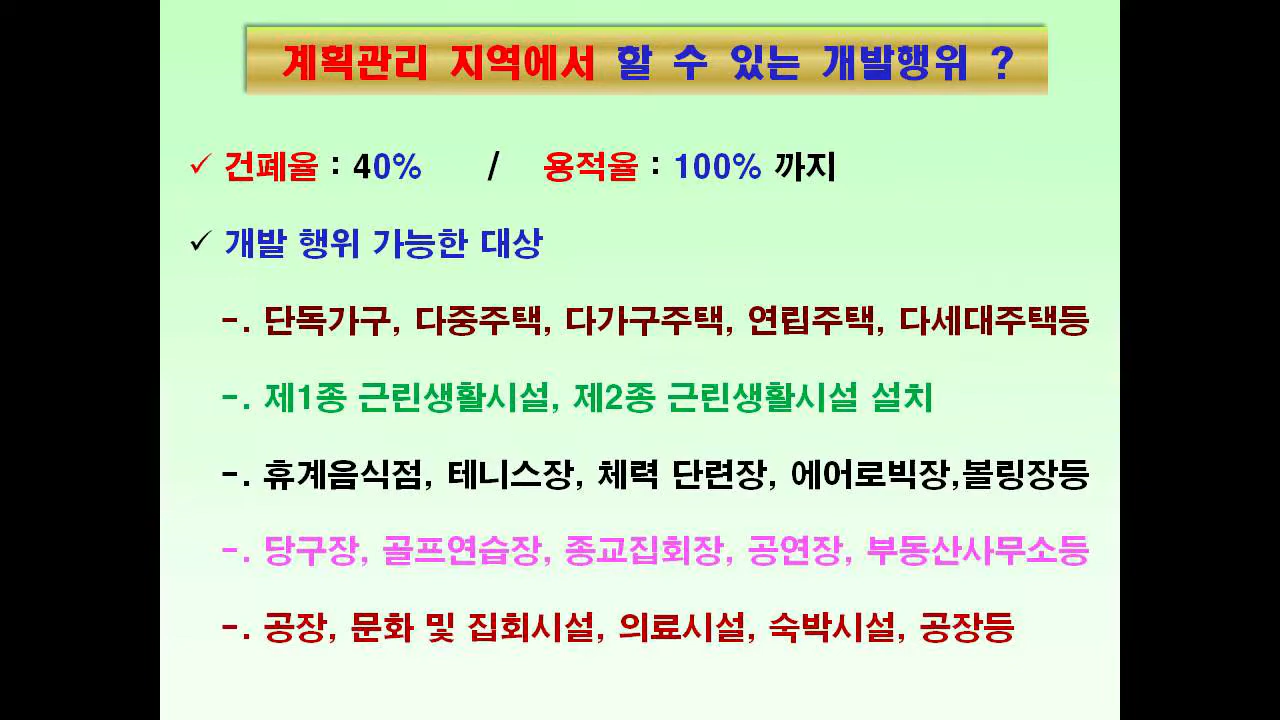 계획관리 지역에서 할 수 있는 개발행위 ?
✓ 건폐율 : 40% / 용적율 : 100% 까지
✓ 개발 행위 가능한 대상
-. 단독가구, 다중주택, 다가구주택, 연립주택, 다세대주택등
-. 제1종 근린생활시설, 제2종 근린생활시설 설치
-. 휴계음식점, 테니스장, 체력 단련장, 에어로빅장,볼링장등
-. 당구장, 골프연습장, 종교집회장, 공연장, 부동산사무소등
-. 공장, 문화 및 집회시설, 의료시설, 숙박시설, 공장등